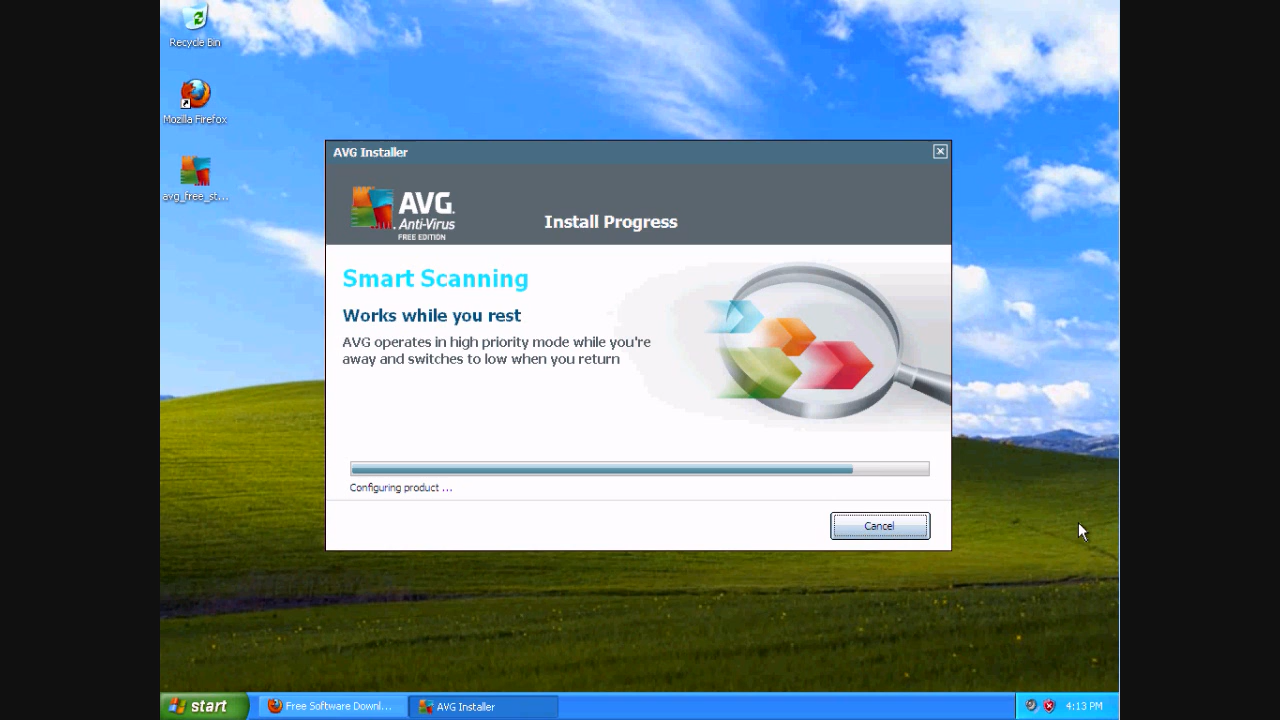 Recycle Bin
Mozilla Firefox
avg_free_st...
AVG Installer
AVG.
Anti-Virus
FREE EDITION
Install Progress
Smart Scanning
Works while you rest
AVG operates in high priority mode while you're
away and switches to low when you return
Configuring product ...
Cancel
start
Free Software Downl...
AVG Installer
4:13 PM